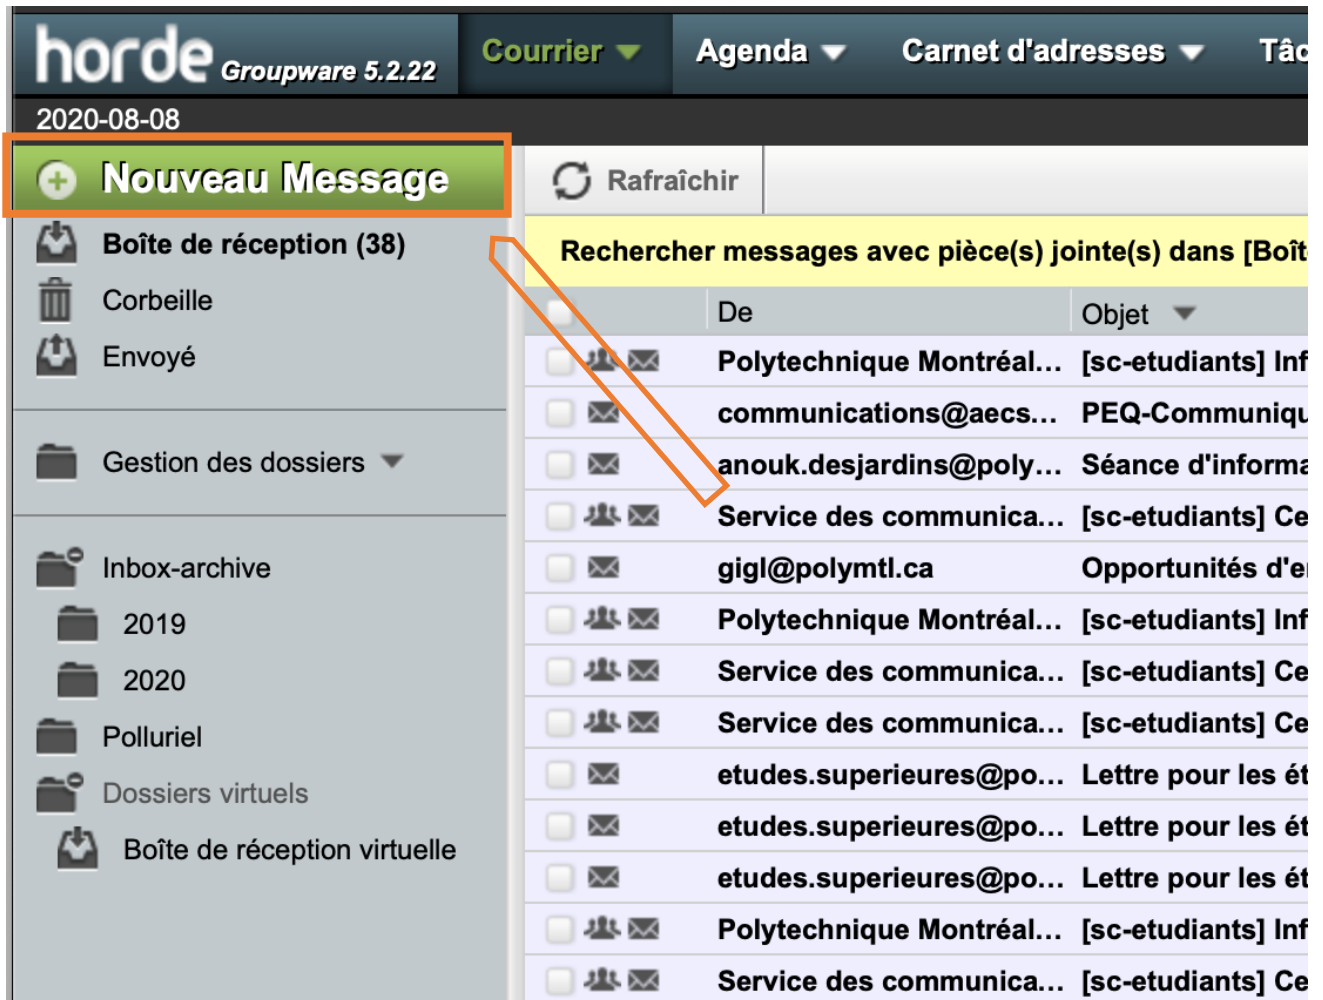 horde Groupware 5.2.22 Courrier Agenda Carnet d'adresses Tâc
2020-08-08
Nouveau Message Rafraîchir
Boîte de réception (38)
Rechercher messages avec pièce(s) jointe(s) dans [Boît
Corbeille
De Objet
Envoyé
Polytechnique Montréal... [sc-etudiants] Inf
communications@aecs... PEQ-Communiqu
Gestion des dossiers
anouk.desjardins@poly... Séance d'informa
Service des communica... [sc-etudiants] Ce
Inbox-archive
gigl@polymtl.ca Opportunités d'e
2019
Polytechnique Montréal... [sc-etudiants] Inf
2020
Service des communica... [sc-etudiants] Ce
Polluriel
Service des communica... [sc-etudiants] Ce
Dossiers virtuels
etudes.superieures@po... Lettre pour les ét
Boîte de réception virtuelle
etudes.superieures@po... Lettre pour les ét
etudes.superieures@po... Lettre pour les ét
Polytechnique Montréal... [sc-etudiants] Inf
Service des communica... [sc-etudiants] Ce